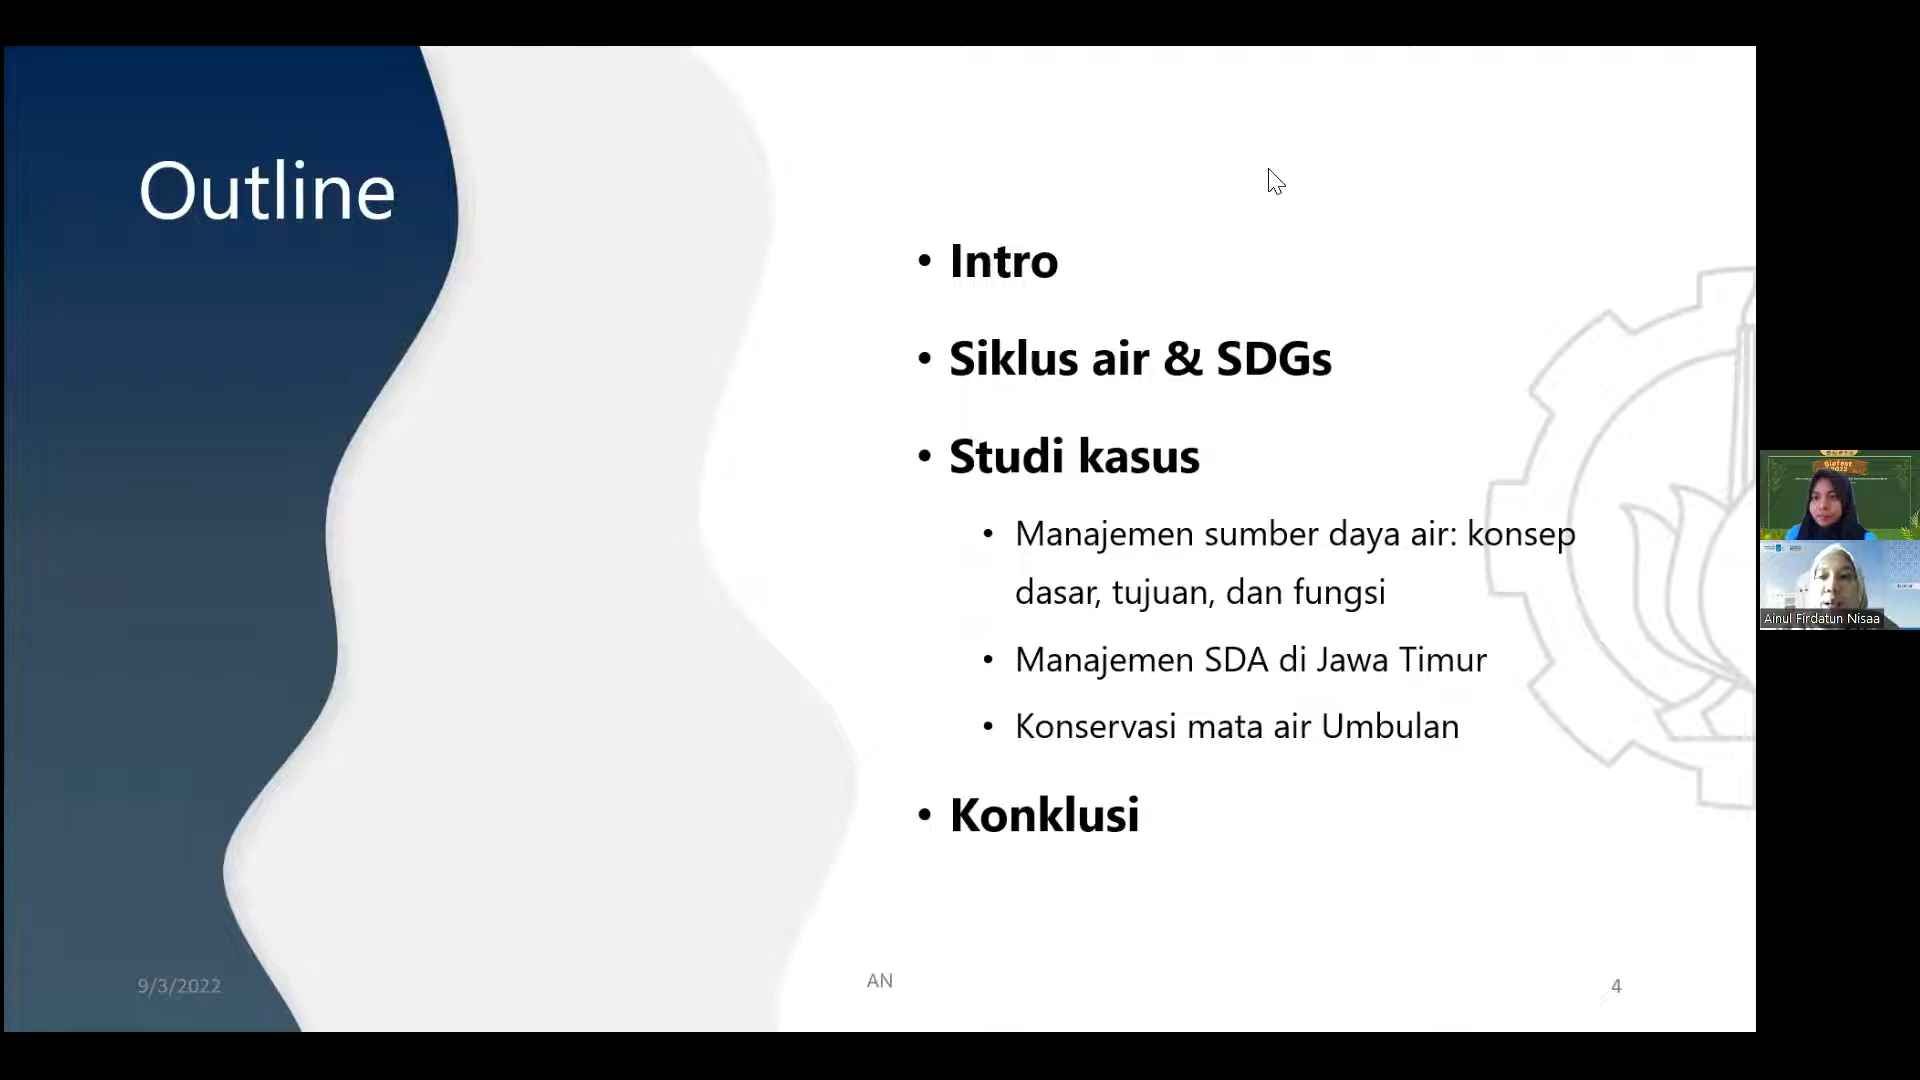 Outline
• Intro
• Siklus air & SDGs
• Studi kasus
• Manajemen sumber daya air: konsep
dasar, tujuan, dan fungsi
• Manajemen SDA di Jawa Timur
• Konservasi mata air Umbulan
• Konklusi
9/3/2022
AN
4
Ainul Firdatun Nisaa